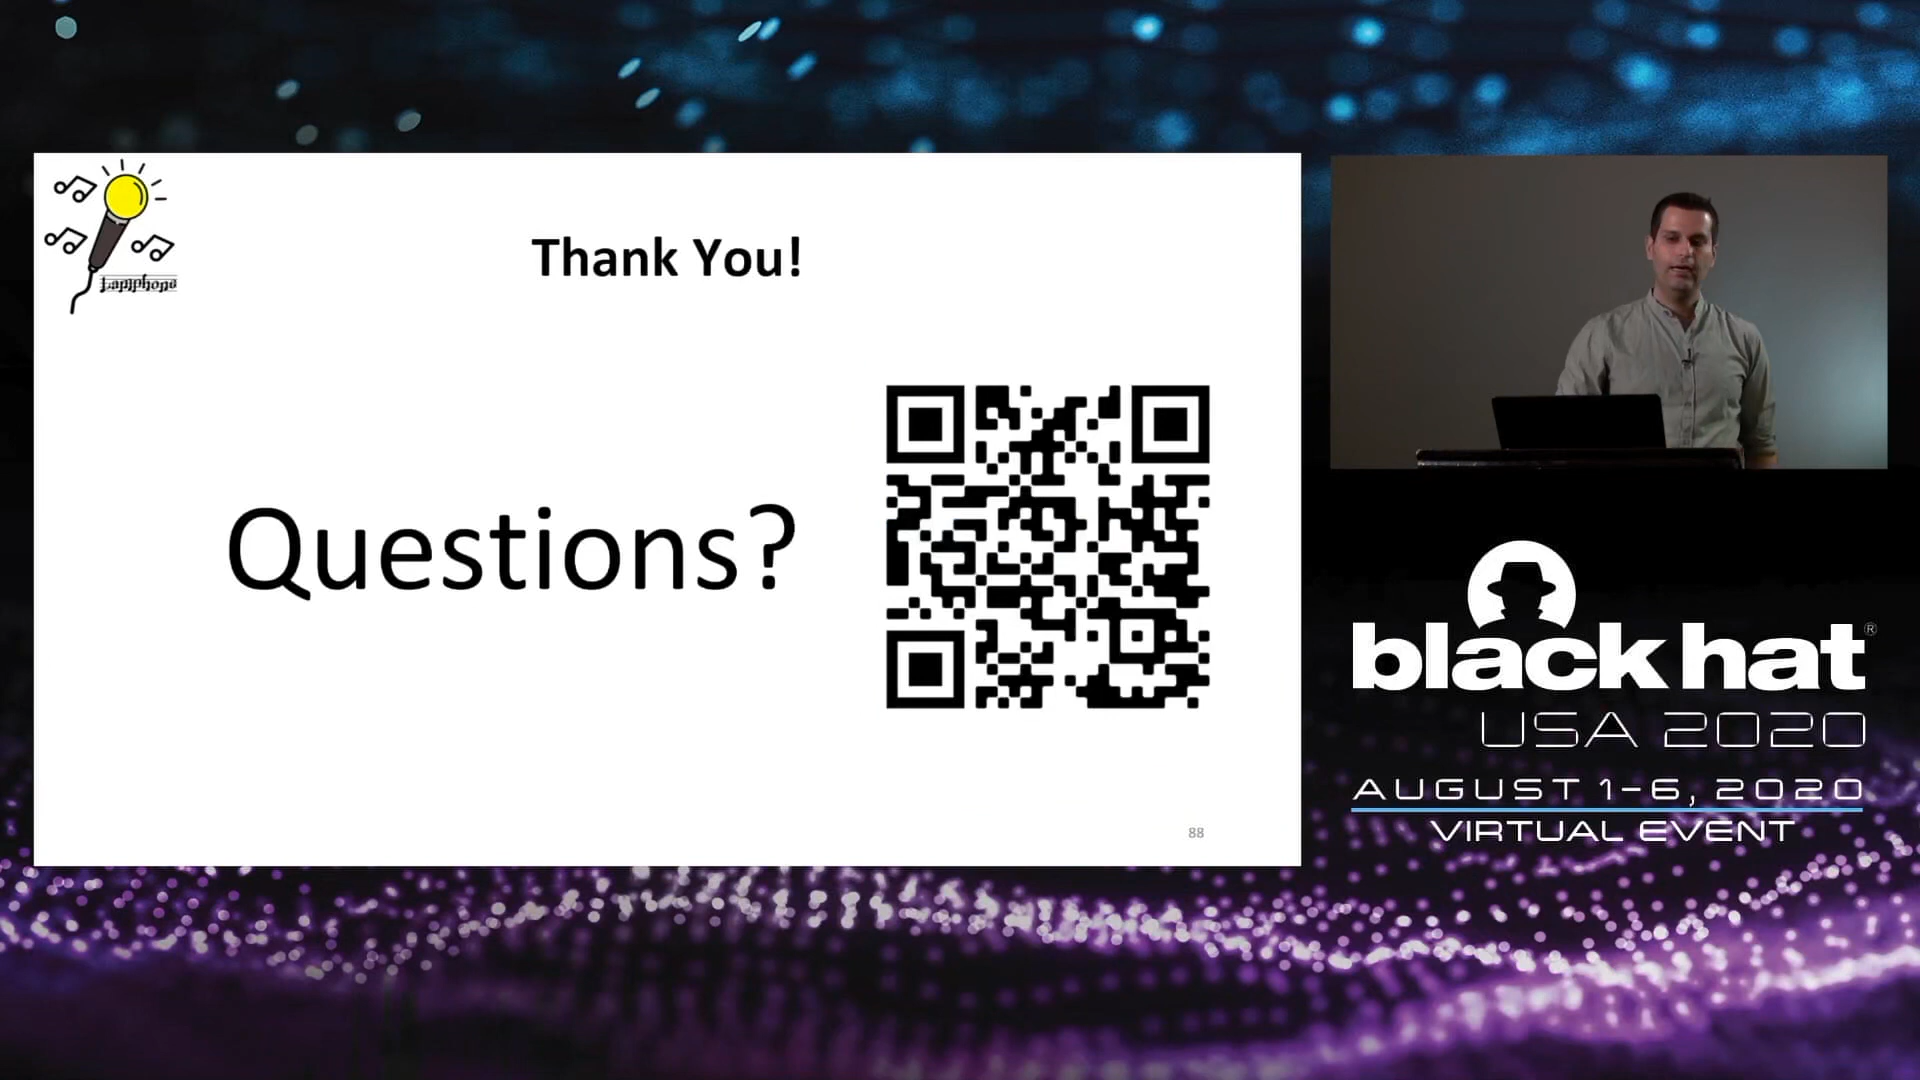 Lamphone
Thank You!
Questions?
88
black hat®
USA 2020
AUGUST 1-6, 2020
VIRTUAL EVENT